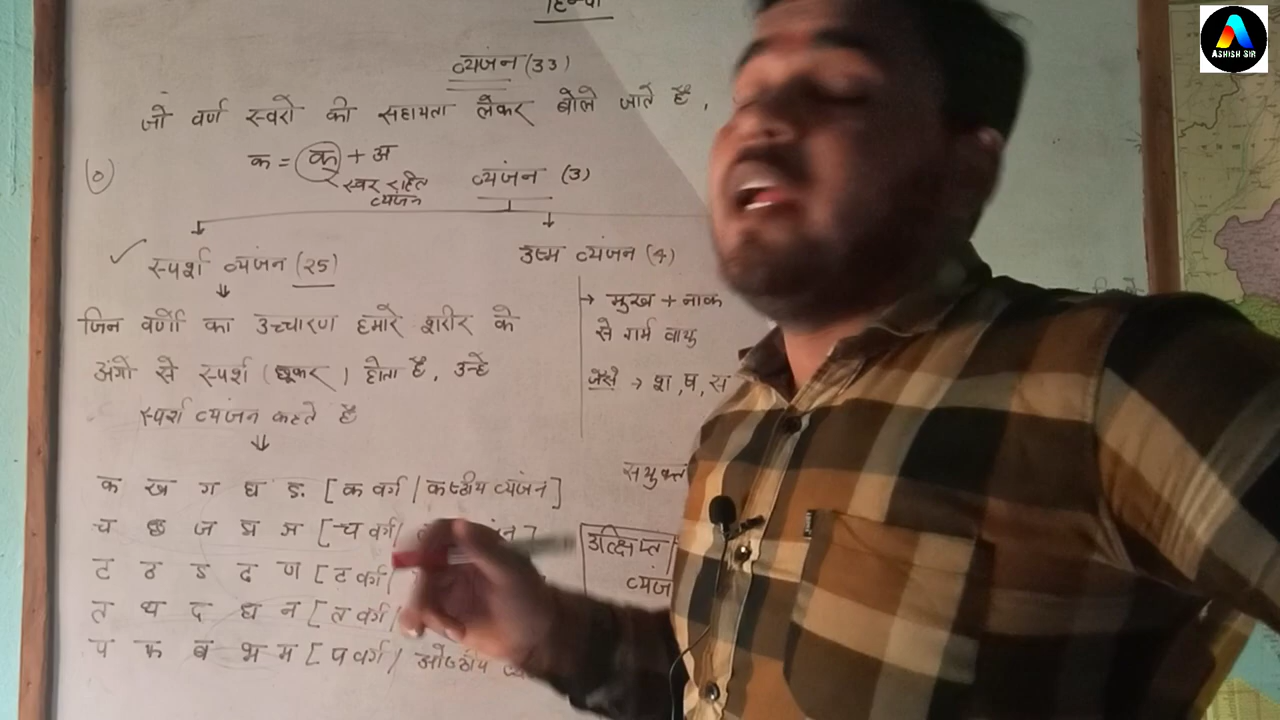 हिन्दी
व्यंजन (33)
जो वर्ण स्वरो की सहायता लेकर बोले जाते है,
क = क् + अ
स्वर रहित
व्यंजन
व्यंजन (3)
स्पर्श व्यंजन (25)
उष्म व्यंजन (4)
जिन वर्णो का उच्चारण हमारे शरीर के
अंगो से स्पर्श (छूकर) होता है, उन्हे
स्पर्श व्यंजन कहते है
→ मुख + नाक
से गर्म वायु
जैसे → श, ष, स
क ख ग घ ङ [क वर्ग / कण्ठीय व्यंजन]
च छ ज झ ञ [च वर्ग /
ट ठ ड ढ ण [ट वर्ग /
त थ द ध न [त वर्ग /
प फ ब भ म [प वर्ग / ओष्ठीय
सयुक्त
उत्क्षिप्त
ASHISH SIR